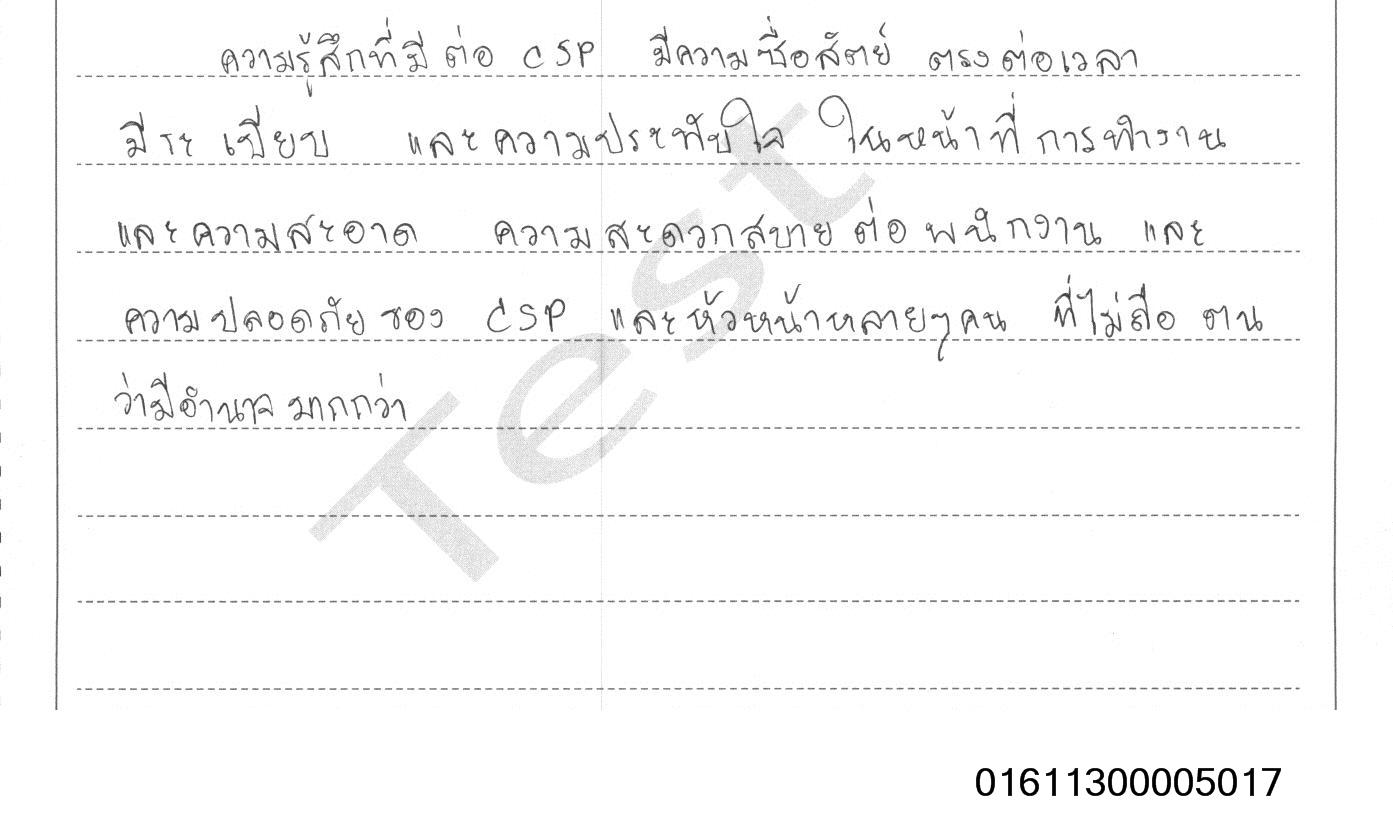 ความรู้สึกที่มีต่อ CSP มีความซื่อสัตย์ ตรงต่อเวลา
มีระเบียบ และความประทับใจ ในหน้าที่การทำงาน
และความสะอาด ความสะดวกสบายต่อพนักงาน และ
ความปลอดภัยของ CSP และหัวหน้าหลายๆคน ที่ไม่ถือ ตน
ว่ามีอำนาจมากกว่า
Test
01611300005017